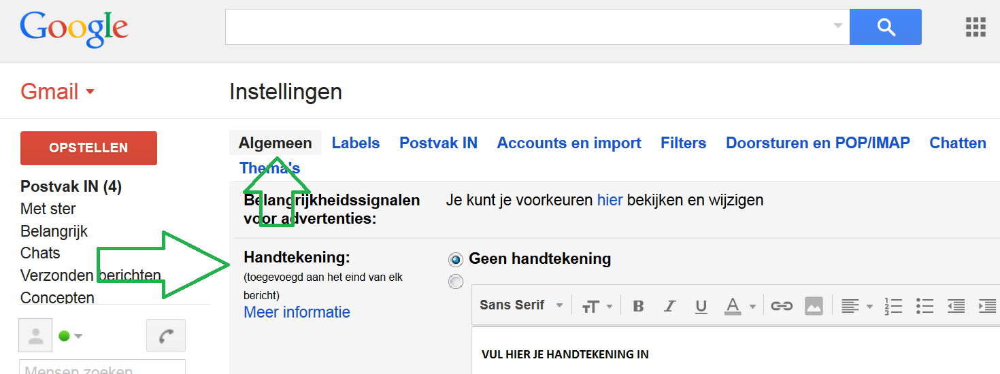 Google
Gmail
Instellingen
OPSTELLEN
Algemeen Labels Postvak IN Accounts en import Filters Doorsturen en POP/IMAP Chatten
Thema's
Postvak IN (4)
Met ster
Belangrijk
Chats
Verzonden berichten
Concepten
Mensen zoeken
Belangrijkheidssignalen
voor advertenties:
Je kunt je voorkeuren hier bekijken en wijzigen
Handtekening:
(toegevoegd aan het eind van elk
bericht)
Meer informatie
Geen handtekening
Sans Serif
VUL HIER JE HANDTEKENING IN